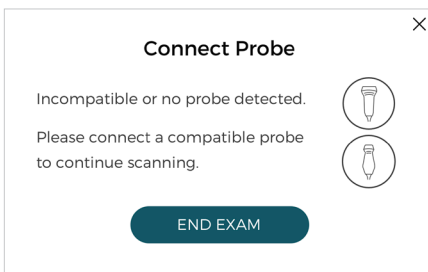 Connect Probe
Incompatible or no probe detected.
Please connect a compatible probe
to continue scanning.
END EXAM